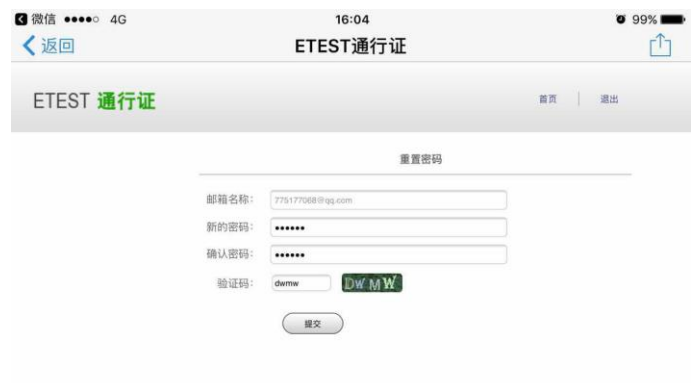 微信 4G 16:04 99%
返回 ETEST通行证
ETEST 通行证 首页 退出
重置密码
邮箱名称: 775177068@qq.com
新的密码: ••••••
确认密码: ••••••
验证码: dwmw DWMW
提交